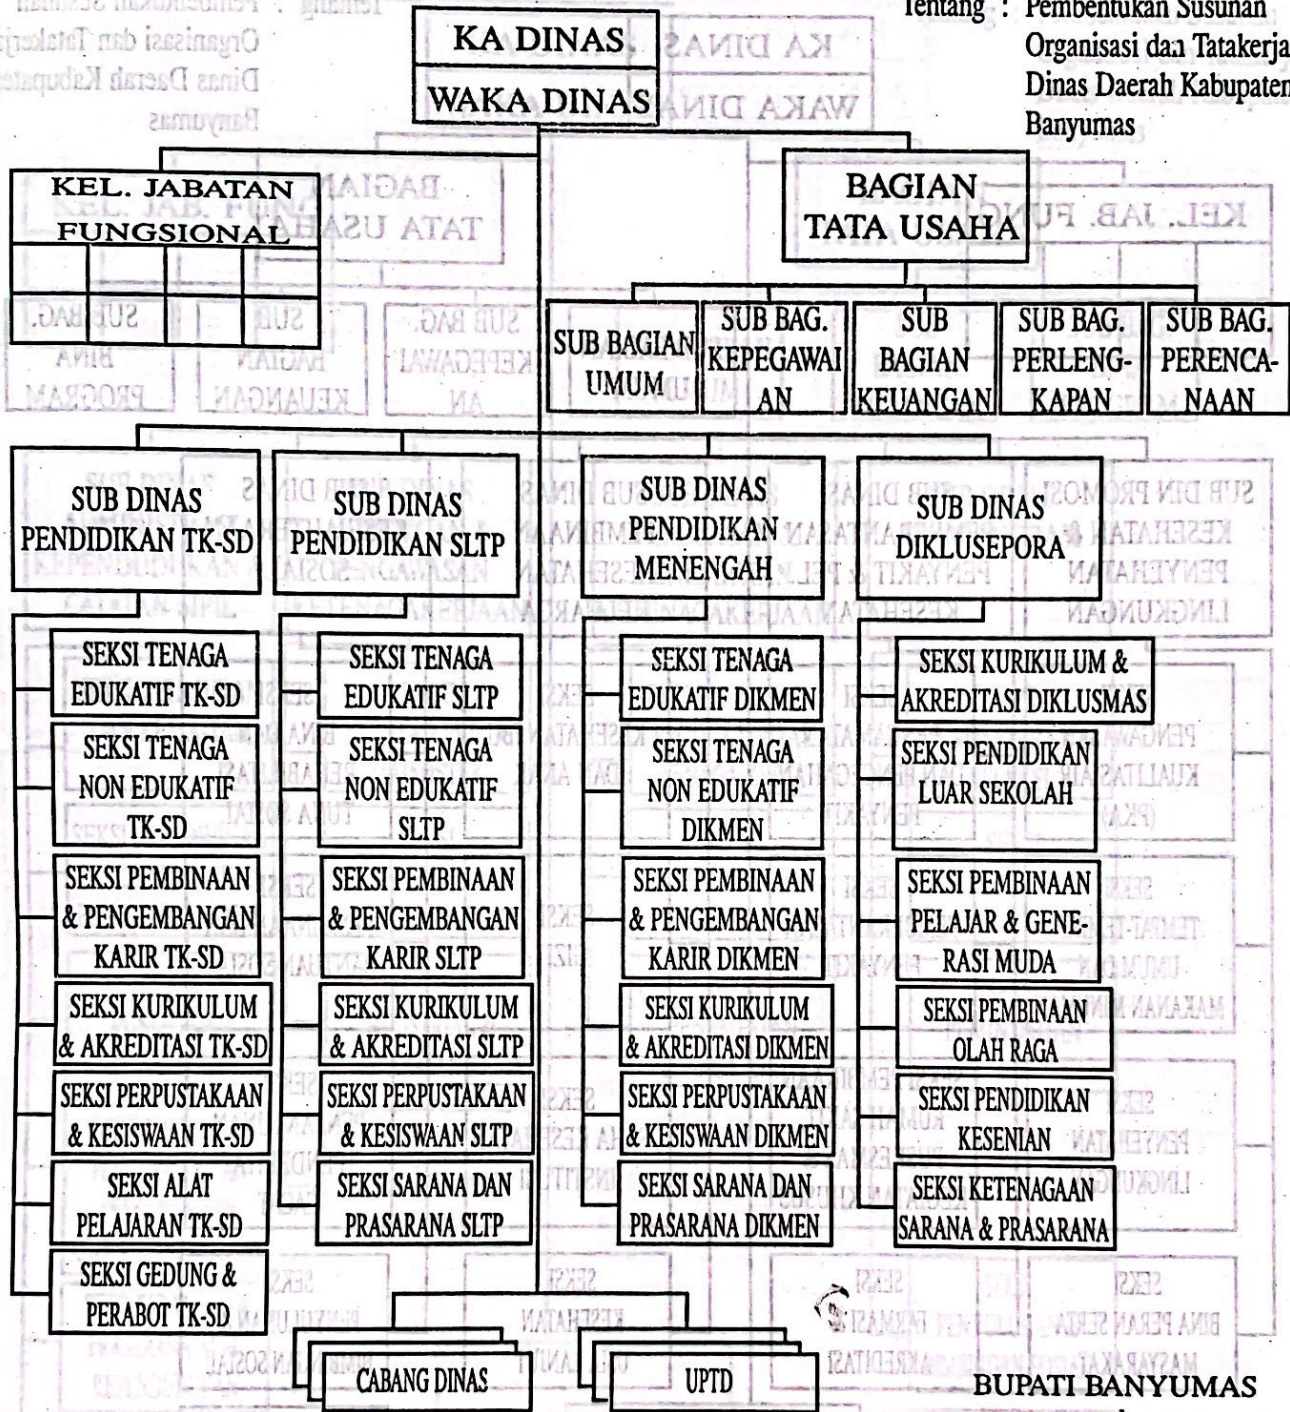 Tentang : Pembentukan Susunan
Organisasi dan Tatakerja
Dinas Daerah Kabupaten
Banyumas
KA DINAS
WAKA DINAS
KEL. JABATAN
FUNGSIONAL
BAGIAN
TATA USAHA
SUB BAGIAN
UMUM
SUB BAG.
KEPEGAWAI
AN
SUB
BAGIAN
KEUANGAN
SUB BAG.
PERLENG-
KAPAN
SUB BAG.
PERENCA-
NAAN
SUB DINAS
PENDIDIKAN TK-SD
SUB DINAS
PENDIDIKAN SLTP
SUB DINAS
PENDIDIKAN
MENENGAH
SUB DINAS
DIKLUSEPORA
SEKSI TENAGA
EDUKATIF TK-SD
SEKSI TENAGA
NON EDUKATIF
TK-SD
SEKSI PEMBINAAN
& PENGEMBANGAN
KARIR TK-SD
SEKSI KURIKULUM
& AKREDITASI TK-SD
SEKSI PERPUSTAKAAN
& KESISWAAN TK-SD
SEKSI ALAT
PELAJARAN TK-SD
SEKSI GEDUNG &
PERABOT TK-SD
SEKSI TENAGA
EDUKATIF SLTP
SEKSI TENAGA
NON EDUKATIF
SLTP
SEKSI PEMBINAAN
& PENGEMBANGAN
KARIR SLTP
SEKSI KURIKULUM
& AKREDITASI SLTP
SEKSI PERPUSTAKAAN
& KESISWAAN SLTP
SEKSI SARANA DAN
PRASARANA SLTP
SEKSI TENAGA
EDUKATIF DIKMEN
SEKSI TENAGA
NON EDUKATIF
DIKMEN
SEKSI PEMBINAAN
& PENGEMBANGAN
KARIR DIKMEN
SEKSI KURIKULUM
& AKREDITASI DIKMEN
SEKSI PERPUSTAKAAN
& KESISWAAN DIKMEN
SEKSI SARANA DAN
PRASARANA DIKMEN
SEKSI KURIKULUM &
AKREDITASI DIKLUSMAS
SEKSI PENDIDIKAN
LUAR SEKOLAH
SEKSI PEMBINAAN
PELAJAR & GENE-
RASI MUDA
SEKSI PEMBINAAN
OLAH RAGA
SEKSI PENDIDIKAN
KESENIAN
SEKSI KETENAGAAN
SARANA & PRASARANA
CABANG DINAS
UPTD
BUPATI BANYUMAS